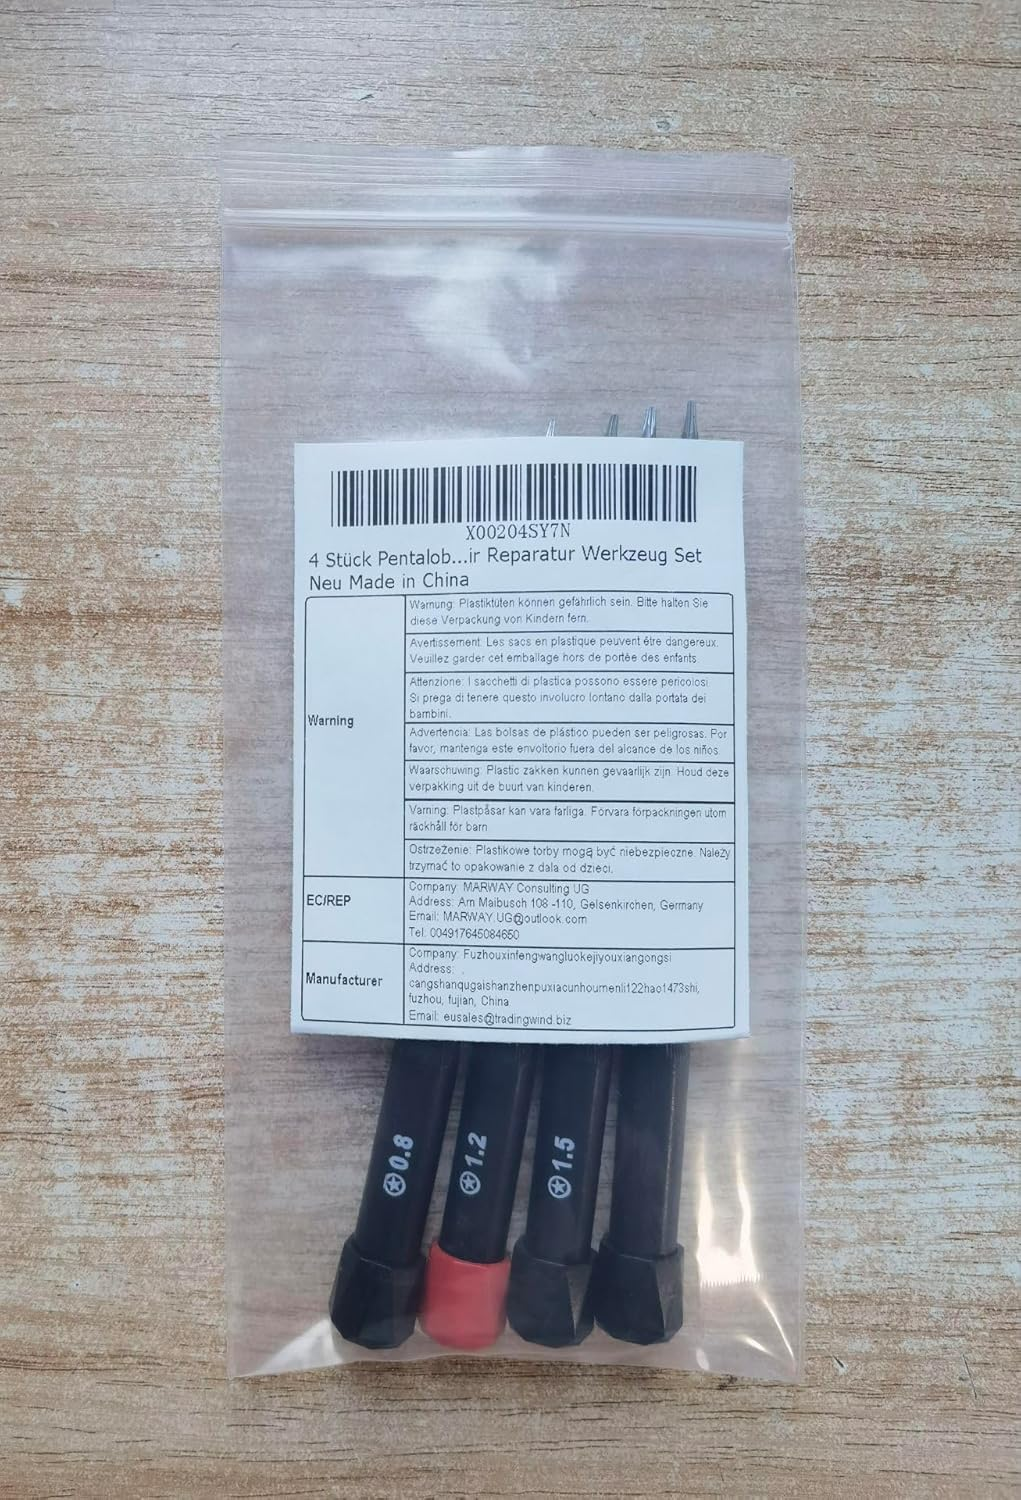 X00204SY7N
4 Stück Pentalob...ir Reparatur Werkzeug Set
Neu Made in China
Warning
Warnung: Plastiktüten können gefährlich sein. Bitte halten Sie
diese Verpackung von Kindern fern.
Avertissement: Les sacs en plastique peuvent être dangereux.
Veuillez garder cet emballage hors de portée des enfants
Attenzione: I sacchetti di plastica possono essere pericolosi.
Si prega di tenere questo involucro lontano dalla portata dei
bambini.
Advertencia: Las bolsas de plástico pueden ser peligrosas. Por
favor, mantenga este envoltorio fuera del alcance de los niños.
Waarschuwing: Plastic zakken kunnen gevaarlijk zijn. Houd deze
verpakking uit de buurt van kinderen.
Varning: Plastpåsar kan vara farliga. Förvara förpackningen utom
räckhåll för barn
Ostrzeżenie: Plastikowe torby mogą być niebezpieczne. Należy
trzymać to opakowanie z dala od dzieci.
EC/REP
Company: MARWAY Consulting UG
Address: Am Maibusch 108 -110, Gelsenkirchen, Germany
Email: MARWAY.UG@outlook.com
Tel: 004917645084650
Manufacturer
Company: Fuzhouxinfengwangluokejiyouxiangongsi
Address: .
cangshanqugaishanzhenpuxiacunhoumenli122hao1473shi,
fuzhou, fujian, China
Email: eusales@tradingwind.biz
0.8
1.2
1.5